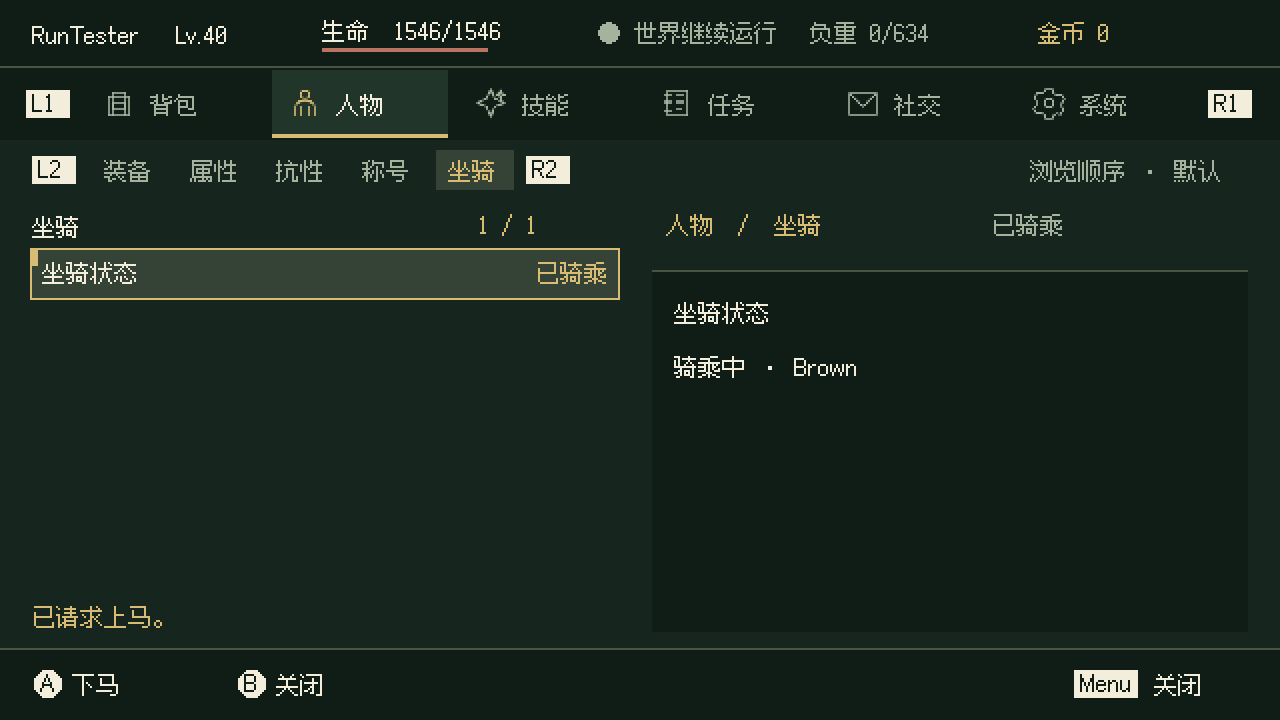 RunTester Lv.40 生命 1546/1546 世界继续运行 负重 0/634 金币 0
L1 背包 人物 技能 任务 社交 系统 R1
L2 装备 属性 抗性 称号 坐骑 R2 浏览顺序 · 默认
坐骑 1 / 1 人物 / 坐骑 已骑乘
坐骑状态 已骑乘
坐骑状态
骑乘中 · Brown
已请求上马。
A 下马 B 关闭 Menu 关闭